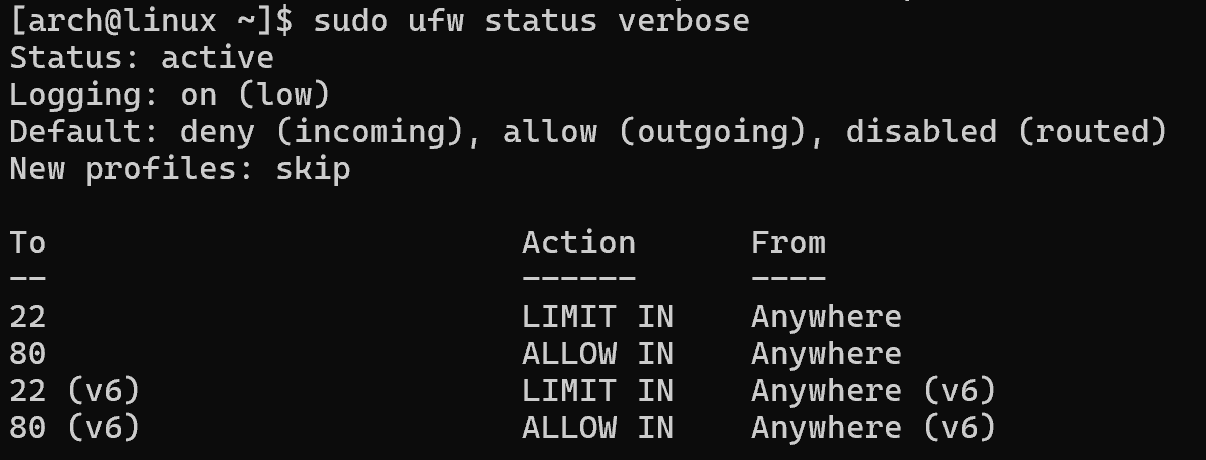 [arch@linux ~]$ sudo ufw status verbose
Status: active
Logging: on (low)
Default: deny (incoming), allow (outgoing), disabled (routed)
New profiles: skip

To                         Action      From
--                         ------      ----
22                         LIMIT IN    Anywhere
80                         ALLOW IN    Anywhere
22 (v6)                    LIMIT IN    Anywhere (v6)
80 (v6)                    ALLOW IN    Anywhere (v6)